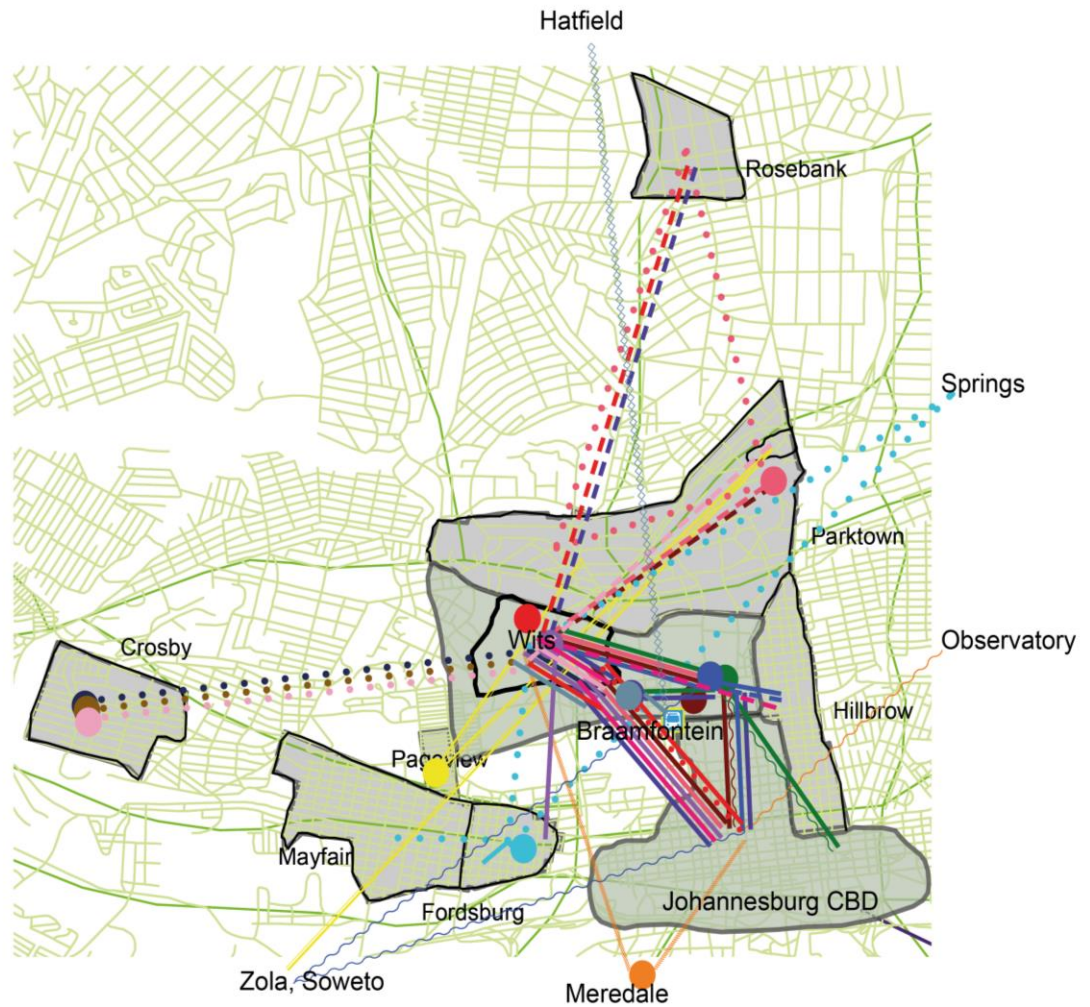 Hatfield
Rosebank
Springs
Parktown
Crosby
Wits
Observatory
Hillbrow
Braamfontein
Pageview
Mayfair
Johannesburg CBD
Fordsburg
Zola, Soweto
Meredale